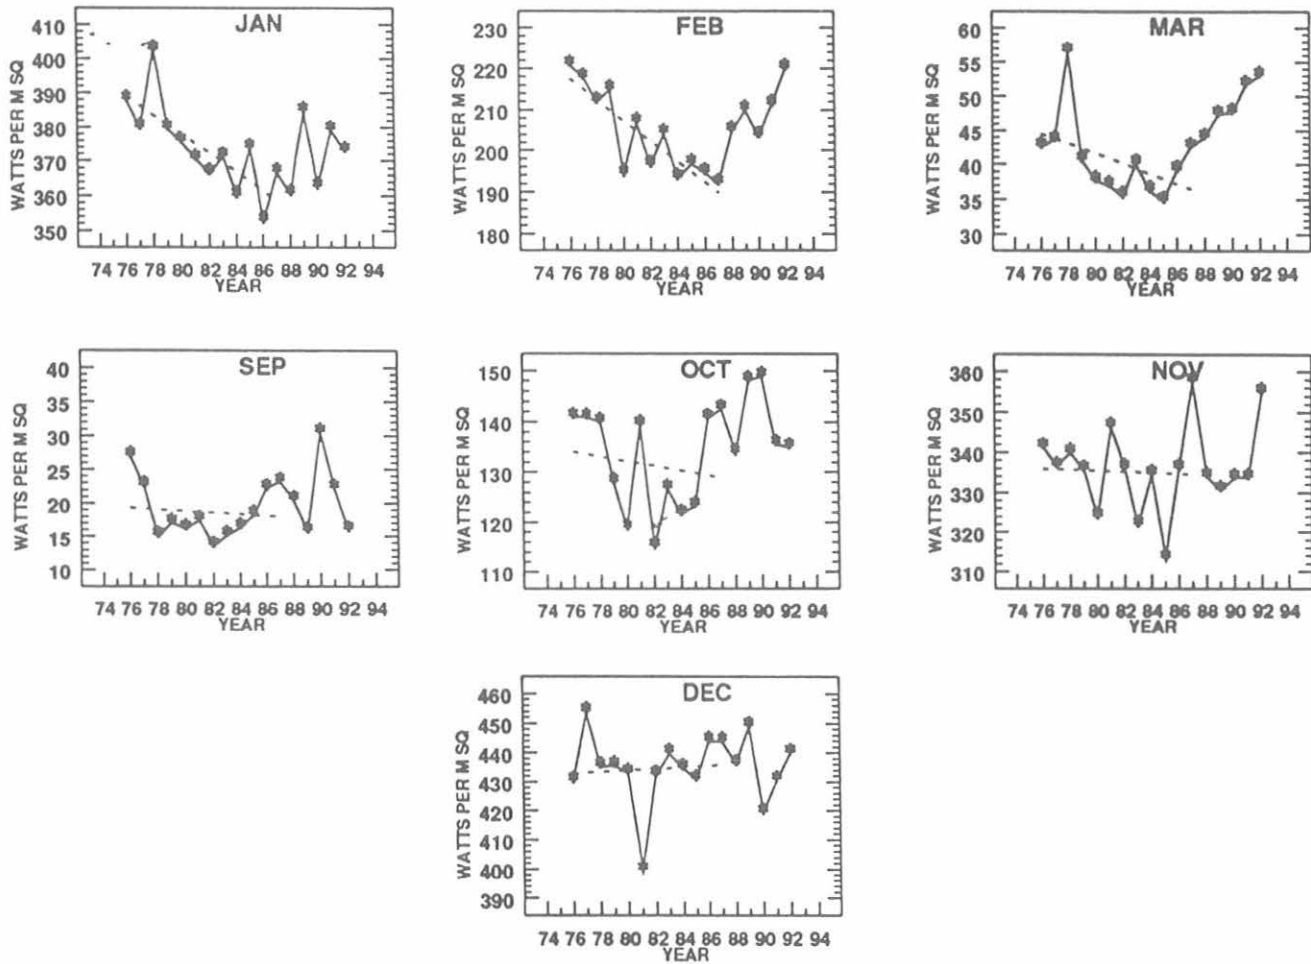 JAN
WATTS PER M SQ
410
400
390
380
370
360
350
74 76 78 80 82 84 86 88 90 92 94
YEAR
FEB
WATTS PER M SQ
230
220
210
200
190
180
74 76 78 80 82 84 86 88 90 92 94
YEAR
MAR
WATTS PER M SQ
60
55
50
45
40
35
30
74 76 78 80 82 84 86 88 90 92 94
YEAR
SEP
WATTS PER M SQ
40
35
30
25
20
15
10
74 76 78 80 82 84 86 88 90 92 94
YEAR
OCT
WATTS PER M SQ
150
140
130
120
110
74 76 78 80 82 84 86 88 90 92 94
YEAR
NOV
WATTS PER M SQ
360
350
340
330
320
310
74 76 78 80 82 84 86 88 90 92 94
YEAR
DEC
WATTS PER M SQ
460
450
440
430
420
410
400
390
74 76 78 80 82 84 86 88 90 92 94
YEAR